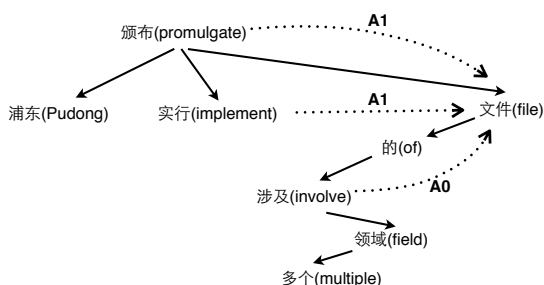 颁布(promulgate)
A1
浦东(Pudong)
实行(implement)
A1
文件(file)
的(of)
涉及(involve)
A0
领域(field)
多个(multiple)